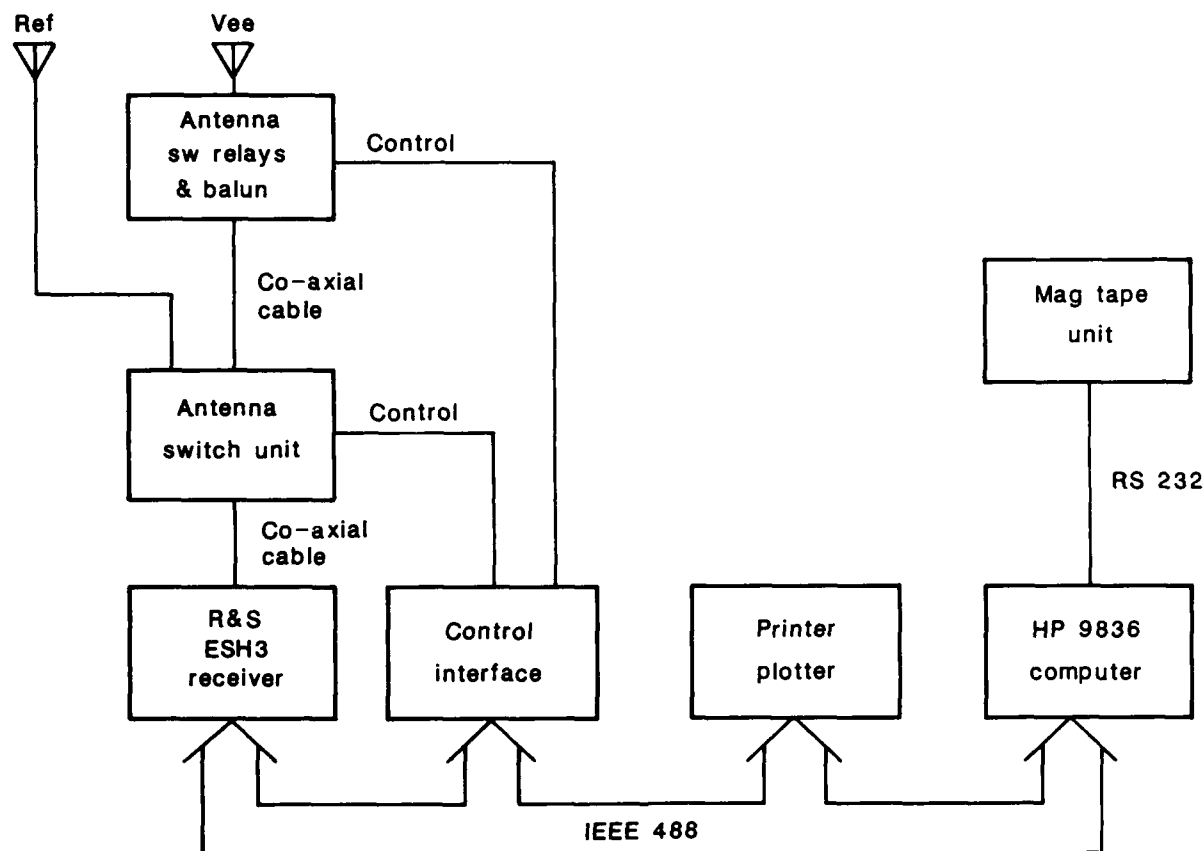 Ref
Vee
Antenna
sw relays
& balun
Control
Co-axial
cable
Mag tape
unit
Antenna
switch unit
Control
RS 232
Co-axial
cable
R&S
ESH3
receiver
Control
interface
Printer
plotter
HP 9836
computer
IEEE 488